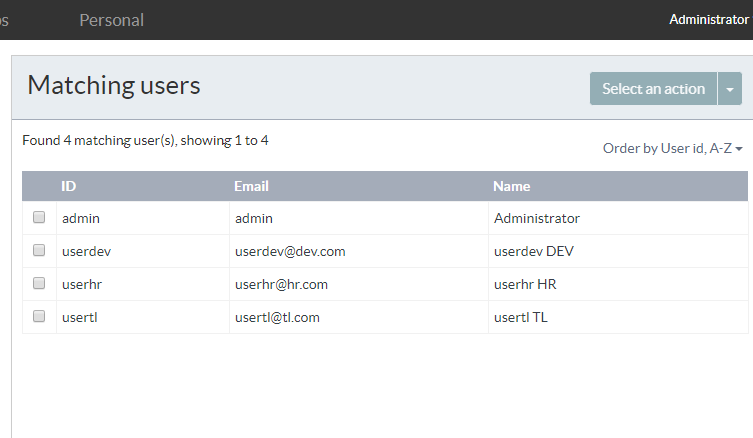 s Personal Administrator
Matching users Select an action
Found 4 matching user(s), showing 1 to 4
Order by User id, A-Z
ID Email Name
admin admin Administrator
userdev userdev@dev.com userdev DEV
userhr userhr@hr.com userhr HR
usertl usertl@tl.com usertl TL